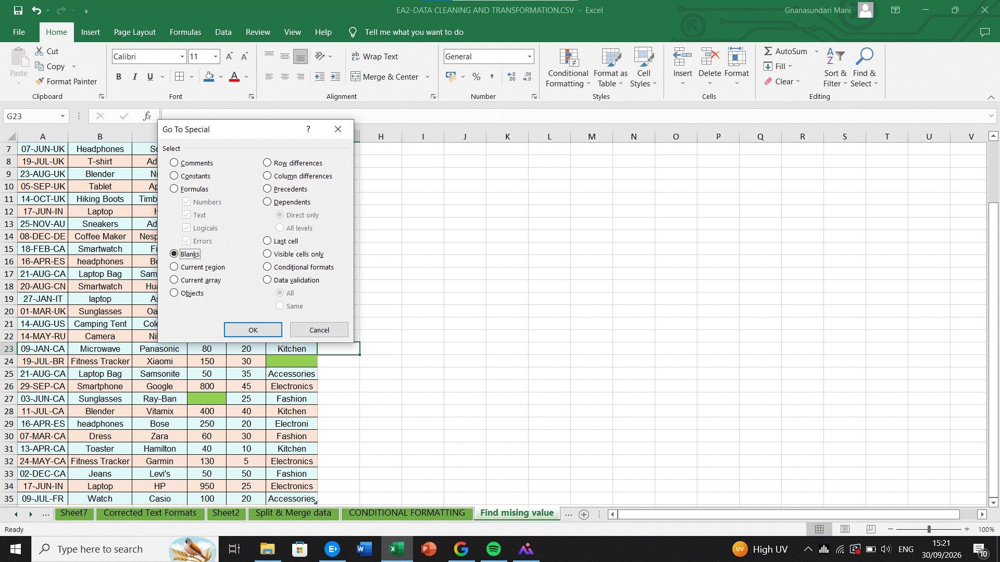 EA2-DATA CLEANING AND TRANSFORMATION.CSV - Excel
Gnanasundari Mani
File Home Insert Page Layout Formulas Data Review View Help Tell me what you want to do
Paste
Cut
Copy
Format Painter
Clipboard
Calibri 11
B I U A
Font
Wrap Text
Merge & Center
Alignment
General
Number
Conditional Formatting
Format as Table
Cell Styles
Styles
Insert Delete Format
Cells
AutoSum
Fill
Clear
Sort & Filter
Find & Select
Editing
G23 fx
Go To Special ?
Select
Comments
Constants
Formulas
Numbers
Text
Logicals
Errors
Blanks
Current region
Current array
Objects
Row differences
Column differences
Precedents
Dependents
Direct only
All levels
Last cell
Visible cells only
Conditional formats
Data validation
All
Same
OK Cancel
A B H I J K L M N O P Q R S T U V
7 07-JUN-UK Headphones
8 19-JUL-UK T-shirt
9 23-AUG-UK Blender
10 05-SEP-UK Tablet
11 14-OCT-UK Hiking Boots Timb
12 17-JUN-IN Laptop
13 25-NOV-AU Sneakers Ad
14 08-DEC-DE Coffee Maker Nesp
15 18-FEB-CA Smartwatch Fi
16 16-APR-ES headphones
17 21-AUG-CA Laptop Bag Sam
18 20-AUG-CN Smartwatch Hua
19 27-JAN-IT laptop
20 01-MAR-UK Sunglasses Oa
21 14-AUG-US Camping Tent Cole
22 14-MAY-RU Camera
23 09-JAN-CA Microwave Panasonic 80 20 Kitchen
24 19-JUL-BR Fitness Tracker Xiaomi 150 30
25 21-AUG-CA Laptop Bag Samsonite 50 35 Accessories
26 29-SEP-CA Smartphone Google 800 45 Electronics
27 03-JUN-CA Sunglasses Ray-Ban 25 Fashion
28 11-JUL-CA Blender Vitamix 400 40 Kitchen
29 16-APR-ES headphones Bose 250 20 Electroni
30 07-MAR-CA Dress Zara 60 30 Fashion
31 13-APR-CA Toaster Hamilton 40 10 Kitchen
32 24-MAY-CA Fitness Tracker Garmin 130 5 Electronics
33 02-DEC-CA Jeans Levi's 50 50 Fashion
34 17-JUN-IN Laptop HP 950 25 Electronics
35 09-JUL-FR Watch Casio 100 20 Accessories
... Sheet7 Corrected Text Formats Sheet2 Split & Merge data CONDITIONAL FORMATTING Find mising value ...
Ready 100%
Type here to search
UV High UV ENG
15:21
30/09/2026
10